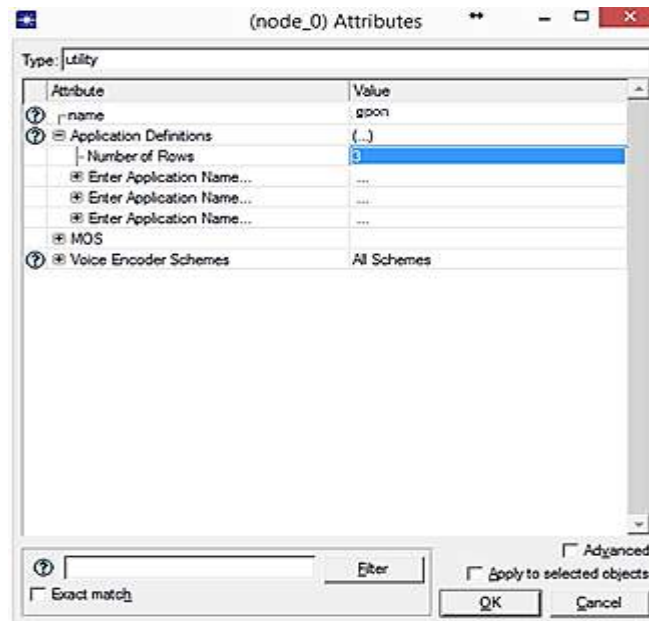 (node_0) Attributes
Type: utility
Attribute Value
name gpon
Application Definitions (...)
Number of Rows 3
Enter Application Name... ...
Enter Application Name... ...
Enter Application Name... ...
MOS
Voice Encoder Schemes All Schemes
Advanced
Filter
Apply to selected objects
Exact match
OK Cancel